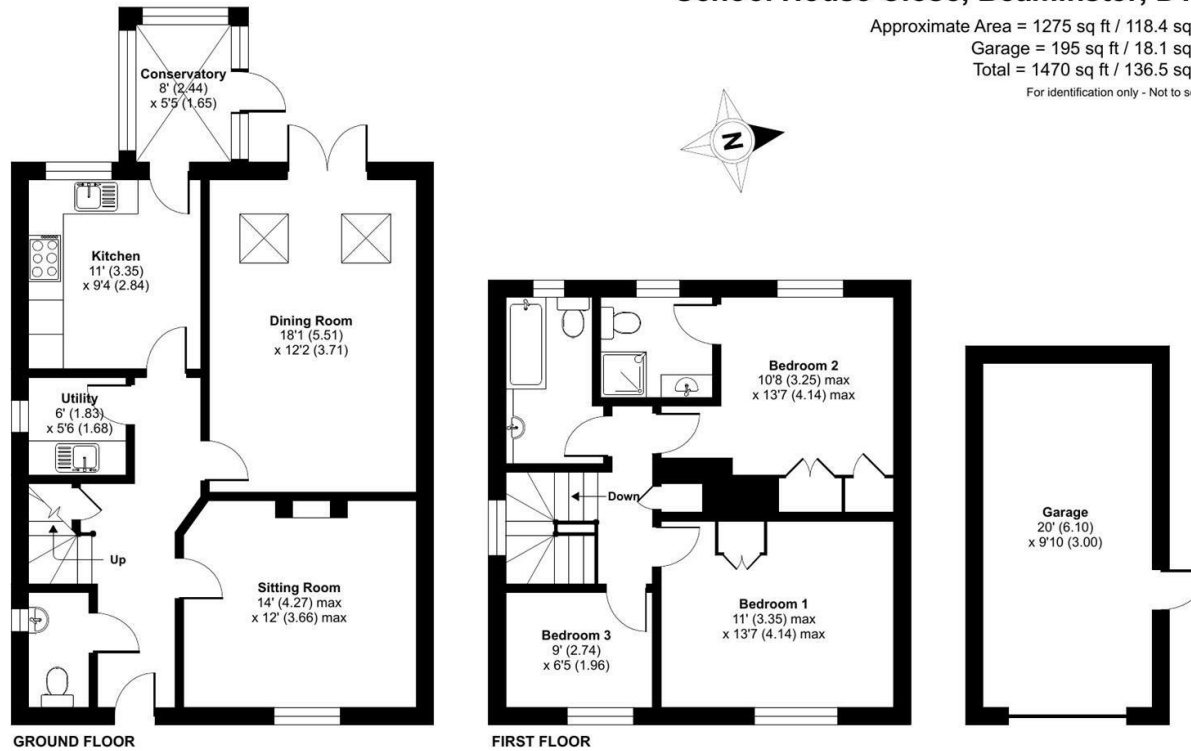 Approximate Area = 1275 sq ft / 118.4 sq
Garage = 195 sq ft / 18.1 sq
Total = 1470 sq ft / 136.5 sq
For identification only - Not to
N
Conservatory
8' (2.44)
x 5'5 (1.65)
Kitchen
11' (3.35)
x 9'4 (2.84)
Dining Room
18'1 (5.51)
x 12'2 (3.71)
Utility
6' (1.83)
x 5'6 (1.68)
Up
Sitting Room
14' (4.27) max
x 12' (3.66) max
GROUND FLOOR
Bedroom 2
10'8 (3.25) max
x 13'7 (4.14) max
Down
Bedroom 1
11' (3.35) max
x 13'7 (4.14) max
Bedroom 3
9' (2.74)
x 6'5 (1.96)
FIRST FLOOR
Garage
20' (6.10)
x 9'10 (3.00)